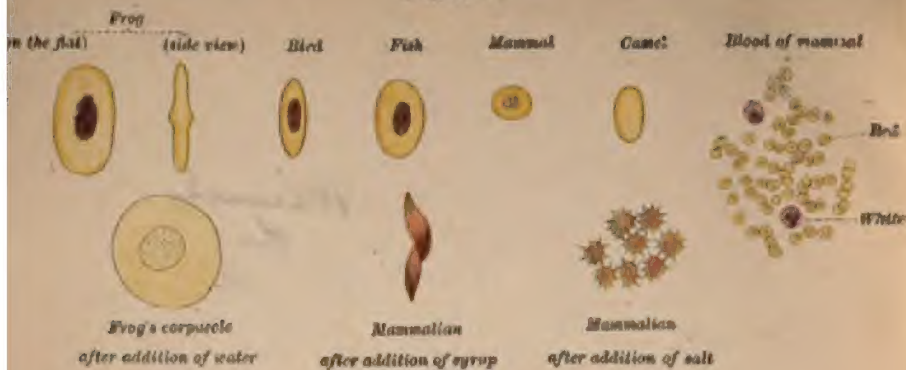 Frog
on the flat) (side view) Bird Fish Mammal Camel Blood of mammal
Red
White
Frog's corpuscle
after addition of water
Mammalian
after addition of syrup
Mammalian
after addition of salt